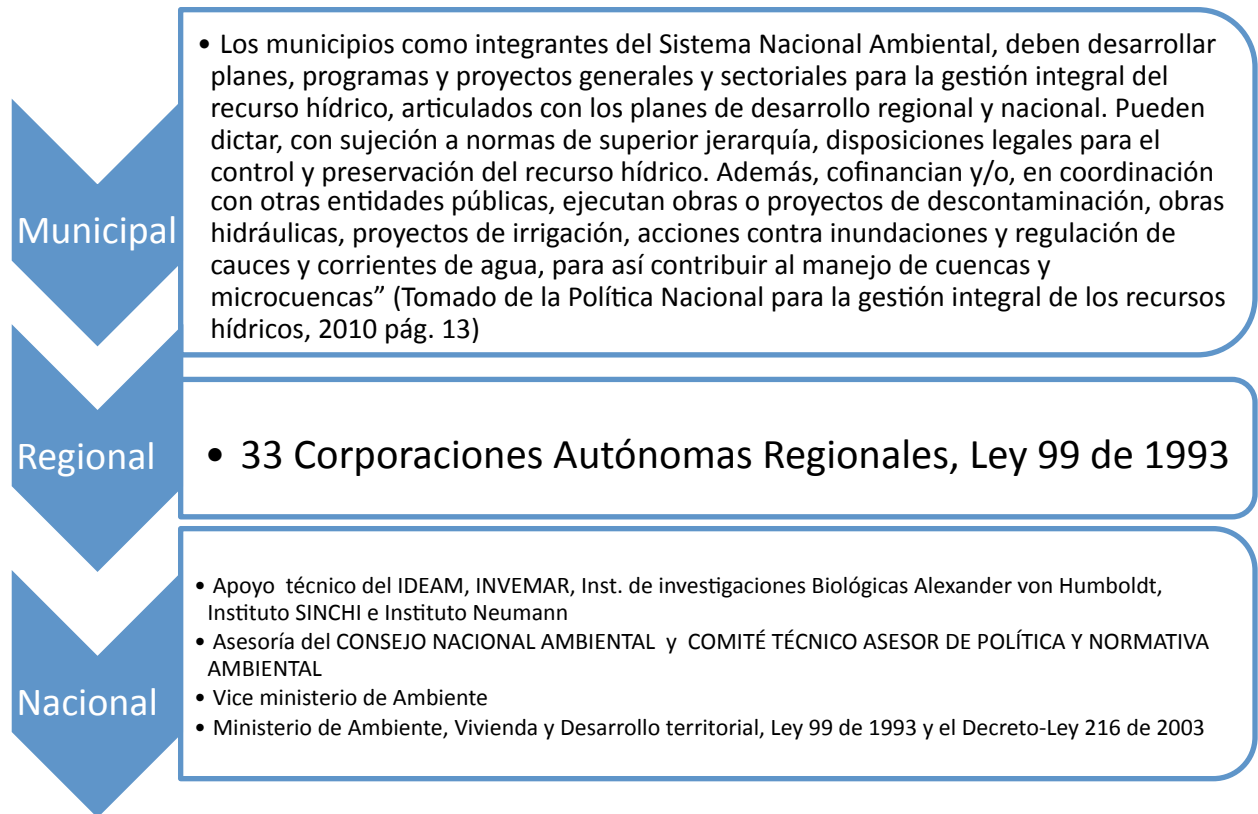 Municipal
• Los municipios como integrantes del Sistema Nacional Ambiental, deben desarrollar
planes, programas y proyectos generales y sectoriales para la gestión integral del
recurso hídrico, articulados con los planes de desarrollo regional y nacional. Pueden
dictar, con sujeción a normas de superior jerarquía, disposiciones legales para el
control y preservación del recurso hídrico. Además, cofinancian y/o, en coordinación
con otras entidades públicas, ejecutan obras o proyectos de descontaminación, obras
hidráulicas, proyectos de irrigación, acciones contra inundaciones y regulación de
cauces y corrientes de agua, para así contribuir al manejo de cuencas y
microcuencas” (Tomado de la Política Nacional para la gestión integral de los recursos
hídricos, 2010 pág. 13)
Regional
• 33 Corporaciones Autónomas Regionales, Ley 99 de 1993
Nacional
• Apoyo técnico del IDEAM, INVEMAR, Inst. de investigaciones Biológicas Alexander von Humboldt,
Instituto SINCHI e Instituto Neumann
• Asesoría del CONSEJO NACIONAL AMBIENTAL y COMITÉ TÉCNICO ASESOR DE POLÍTICA Y NORMATIVA
AMBIENTAL
• Vice ministerio de Ambiente
• Ministerio de Ambiente, Vivienda y Desarrollo territorial, Ley 99 de 1993 y el Decreto-Ley 216 de 2003